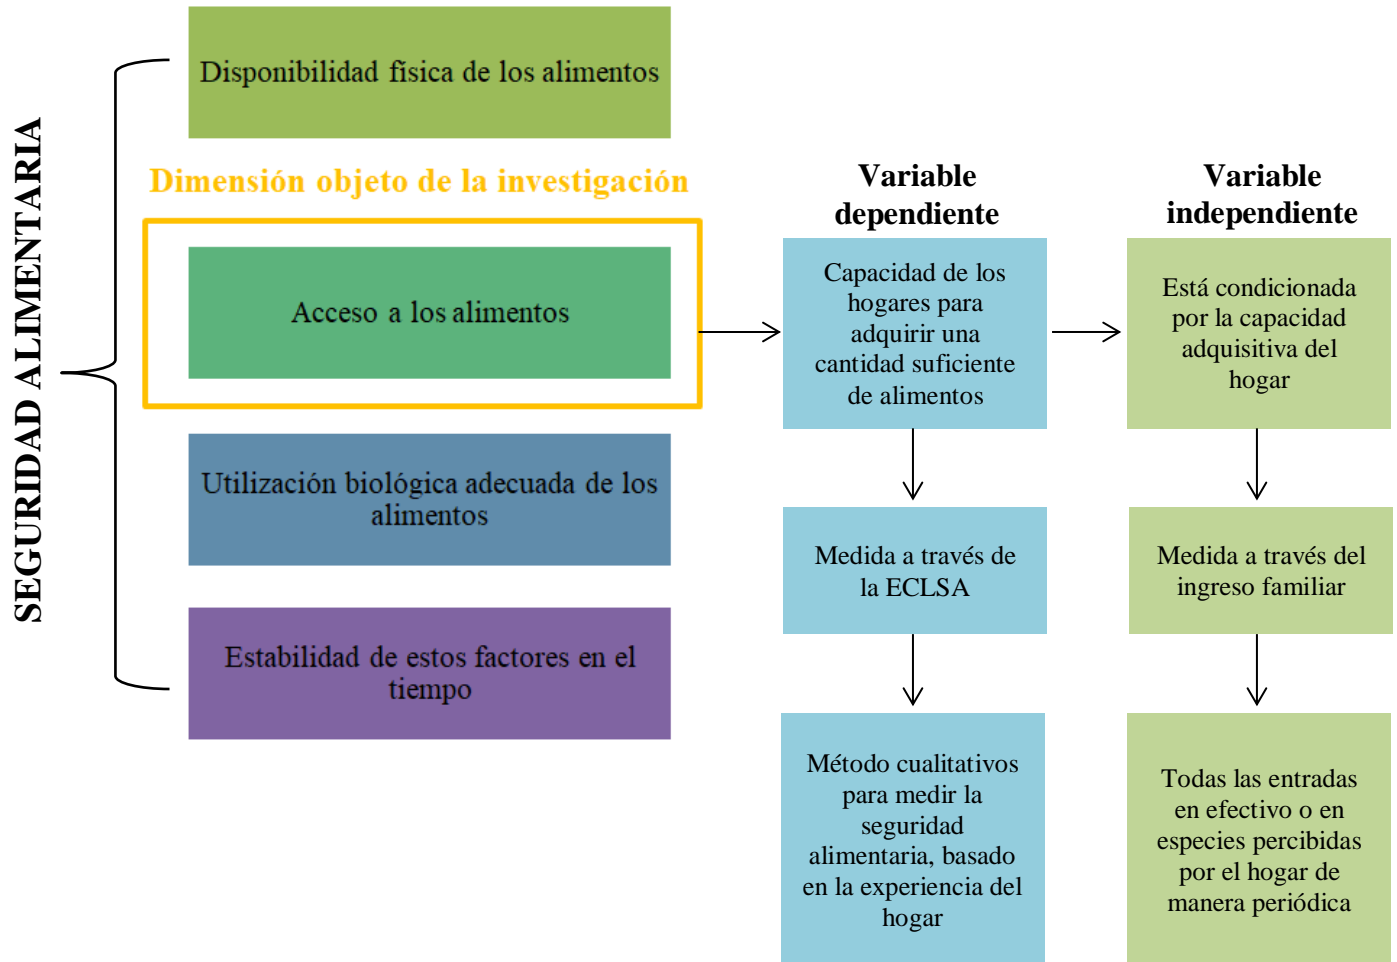 SEGURIDAD ALIMENTARIA
Disponibilidad física de los alimentos
Dimensión objeto de la investigación
Acceso a los alimentos
Utilización biológica adecuada de los
alimentos
Estabilidad de estos factores en el
tiempo
Variable
dependiente
Capacidad de los
hogares para
adquirir una
cantidad suficiente
de alimentos
Medida a través de
la ECLSA
Método cualitativos
para medir la
seguridad
alimentaria, basado
en la experiencia del
hogar
Variable
independiente
Está condicionada
por la capacidad
adquisitiva del
hogar
Medida a través del
ingreso familiar
Todas las entradas
en efectivo o en
especies percibidas
por el hogar de
manera periódica